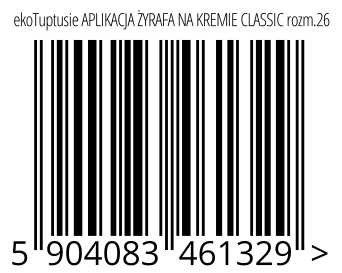 ekoTuptusie APLIKACJA ŻYRAFA NA KREMIE CLASSIC rozm.26
5 904083 461329 >